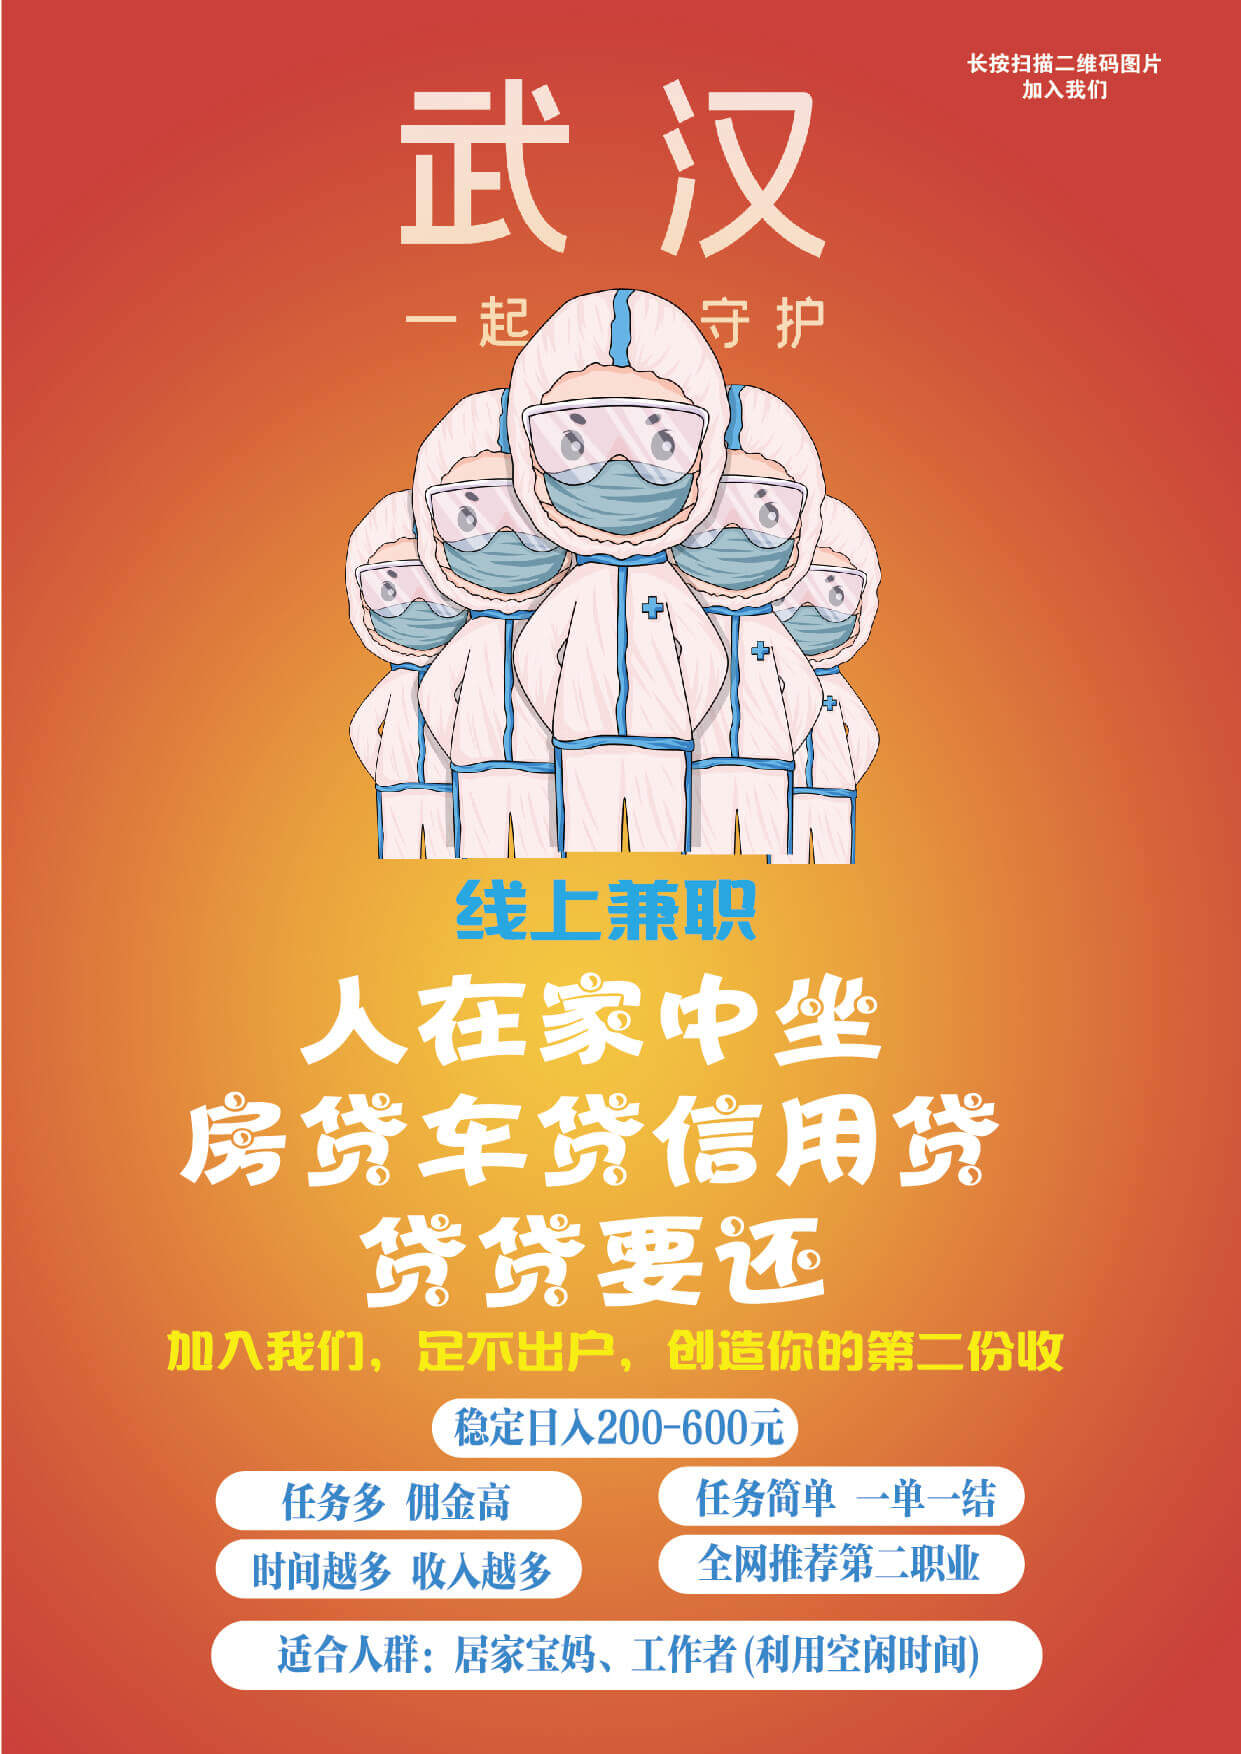 长按扫描二维码图片
加入我们
武汉
一起 守护
线上兼职
人在家中坐
房贷车贷信用贷
贷贷要还
加入我们，足不出户，创造你的第二份收
稳定日入200-600元
任务多 佣金高
任务简单 一单一结
时间越多 收入越多
全网推荐第二职业
适合人群：居家宝妈、工作者(利用空闲时间)